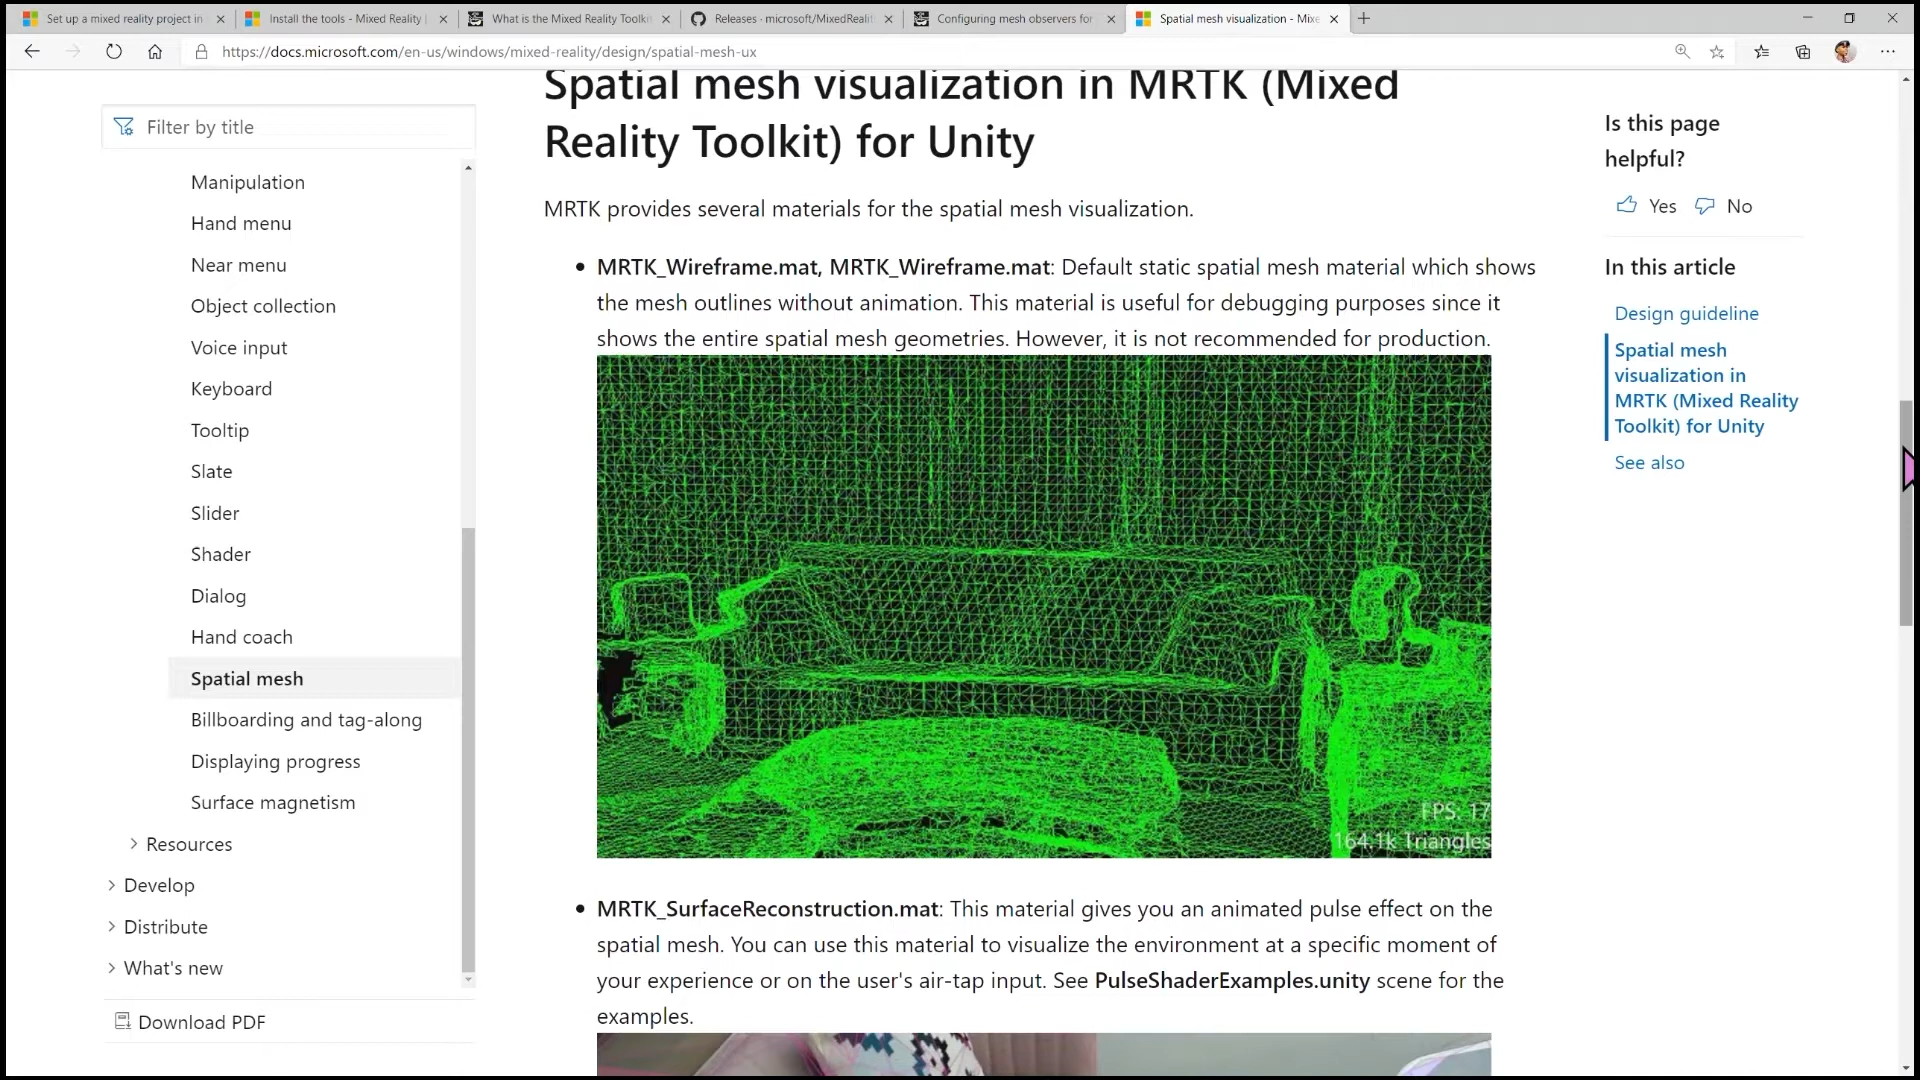 Set up a mixed reality project in
Install the tools - Mixed Reality
What is the Mixed Reality Toolki
Releases · microsoft/MixedReali
Configuring mesh observers for
Spatial mesh visualization - Mixe
https://docs.microsoft.com/en-us/windows/mixed-reality/design/spatial-mesh-ux
Filter by title
Manipulation
Hand menu
Near menu
Object collection
Voice input
Keyboard
Tooltip
Slate
Slider
Shader
Dialog
Hand coach
Spatial mesh
Billboarding and tag-along
Displaying progress
Surface magnetism
Resources
Develop
Distribute
What's new
Download PDF
Spatial mesh visualization in MRTK (Mixed
Reality Toolkit) for Unity
MRTK provides several materials for the spatial mesh visualization.
• MRTK_Wireframe.mat, MRTK_Wireframe.mat: Default static spatial mesh material which shows
the mesh outlines without animation. This material is useful for debugging purposes since it
shows the entire spatial mesh geometries. However, it is not recommended for production.
FPS: 17
164.1k Triangles
• MRTK_SurfaceReconstruction.mat: This material gives you an animated pulse effect on the
spatial mesh. You can use this material to visualize the environment at a specific moment of
your experience or on the user's air-tap input. See PulseShaderExamples.unity scene for the
examples.
Is this page
helpful?
Yes No
In this article
Design guideline
Spatial mesh
visualization in
MRTK (Mixed Reality
Toolkit) for Unity
See also